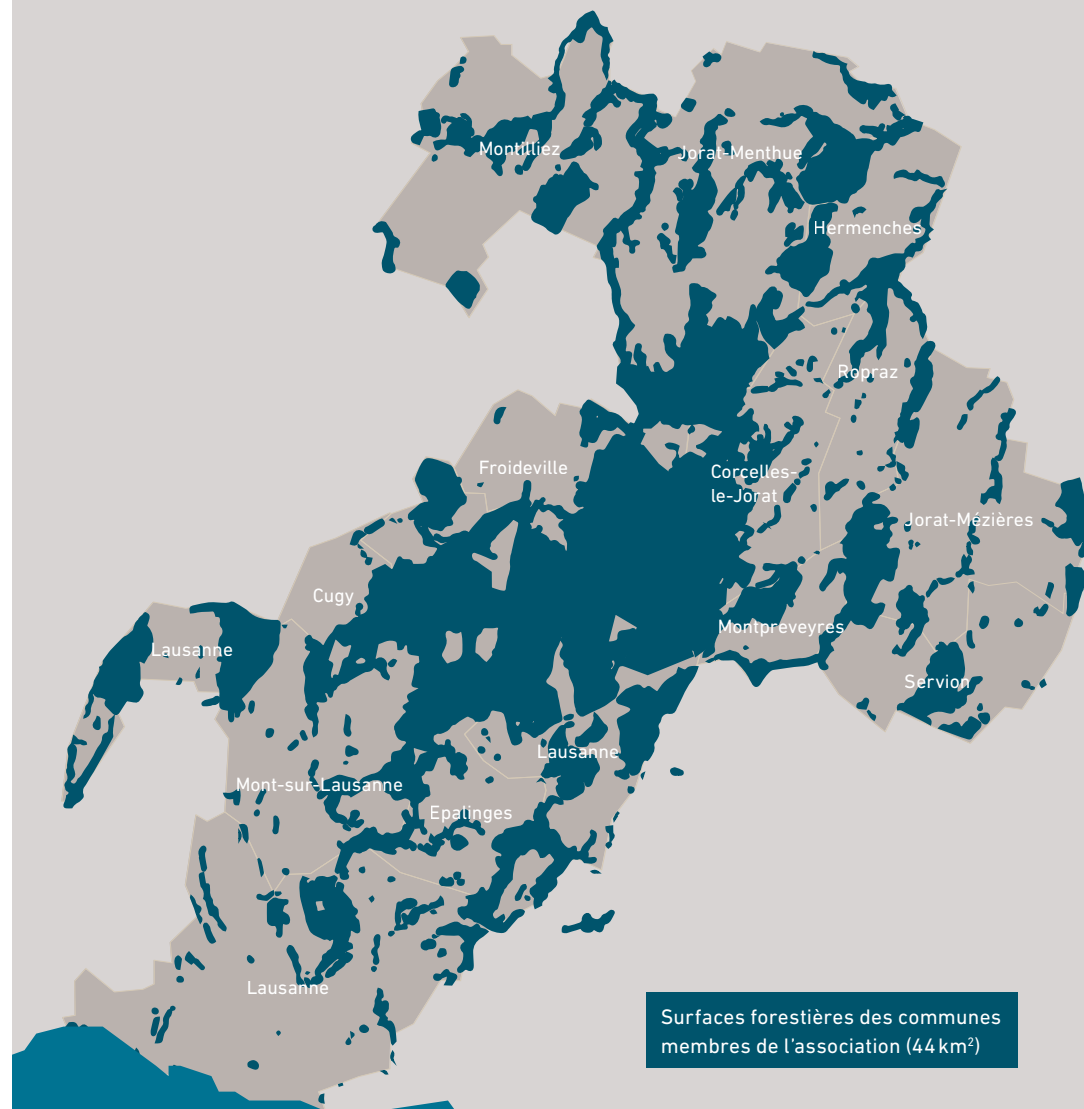 Montilliez
Jorat-Menthue
Hermenches
Ropraz
Froideville
Corcelles-
le-Jorat
Jorat-Mézières
Cugy
Montpreveyres
Lausanne
Servion
Lausanne
Mont-sur-Lausanne
Epalinges
Lausanne
Surfaces forestières des communes
membres de l'association (44 km²)